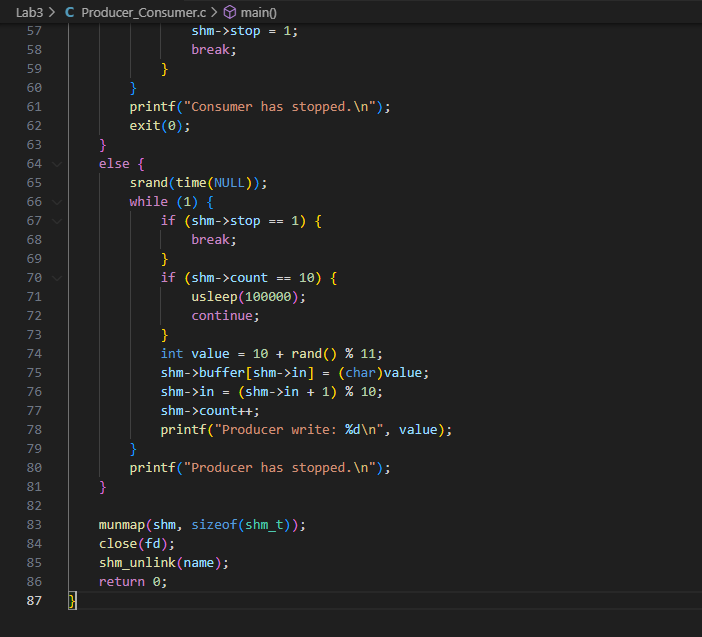 Lab3 > C Producer_Consumer.c > main()
57                 shm->stop = 1;
58                 break;
59             }
60         }
61         printf("Consumer has stopped.\n");
62         exit(0);
63     }
64     else {
65         srand(time(NULL));
66         while (1) {
67             if (shm->stop == 1) {
68                 break;
69             }
70             if (shm->count == 10) {
71                 usleep(100000);
72                 continue;
73             }
74             int value = 10 + rand() % 11;
75             shm->buffer[shm->in] = (char)value;
76             shm->in = (shm->in + 1) % 10;
77             shm->count++;
78             printf("Producer write: %d\n", value);
79         }
80         printf("Producer has stopped.\n");
81     }
82
83     munmap(shm, sizeof(shm_t));
84     close(fd);
85     shm_unlink(name);
86     return 0;
87 }